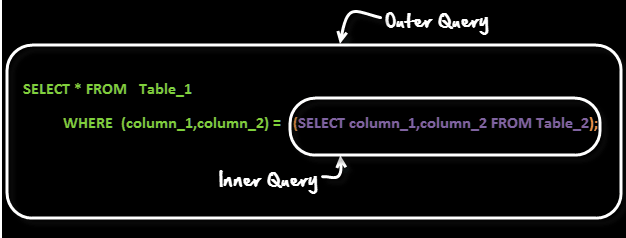 Outer Query
SELECT * FROM Table_1
WHERE (column_1,column_2) = (SELECT column_1,column_2 FROM Table_2);
Inner Query